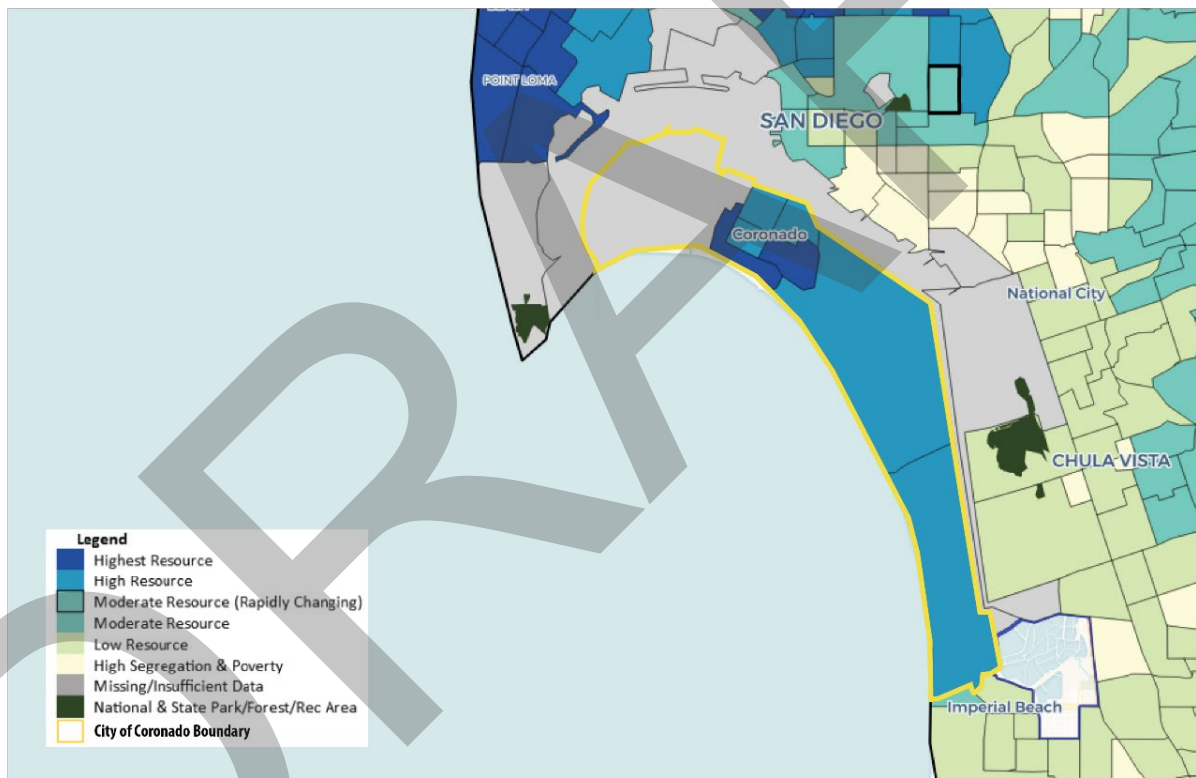 BEACH
POINT LOMA
SAN DIEGO
Coronado
National City
CHULA VISTA
Imperial Beach
Legend
Highest Resource
High Resource
Moderate Resource (Rapidly Changing)
Moderate Resource
Low Resource
High Segregation & Poverty
Missing/Insufficient Data
National & State Park/Forest/Rec Area
City of Coronado Boundary
DRAFT